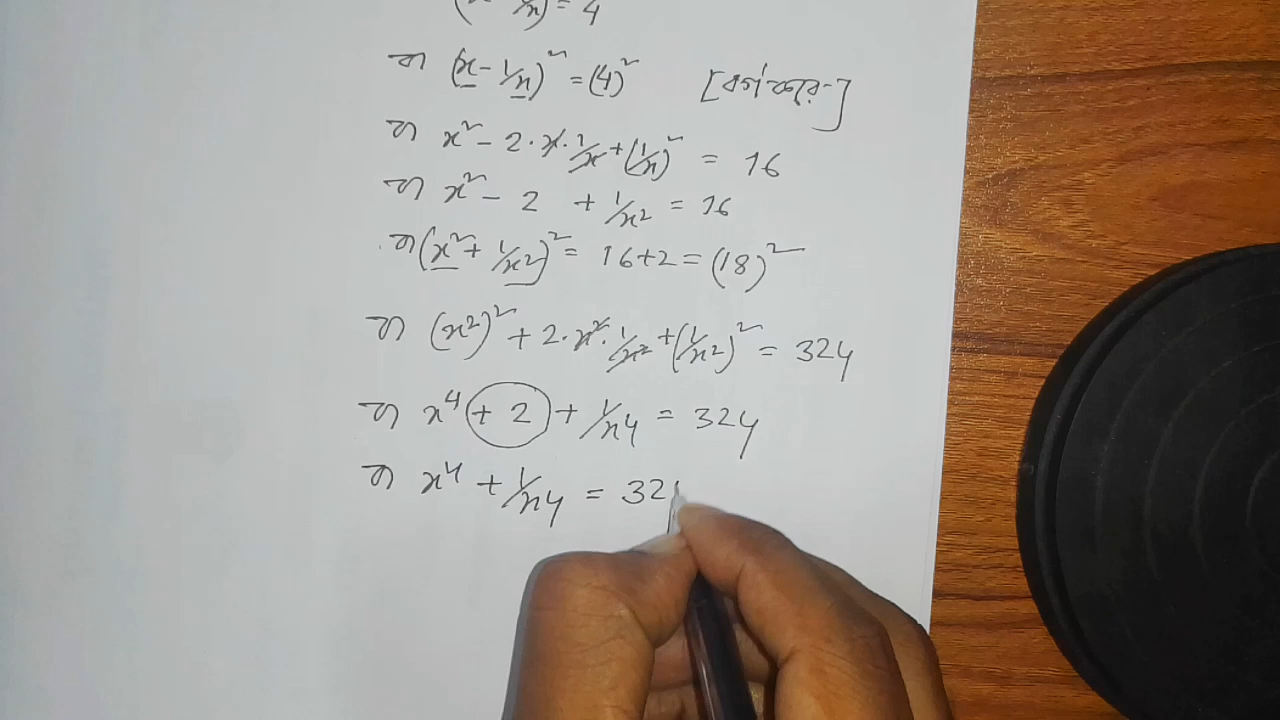 (x - 1/x) = 4
বা (x - 1/x)² = (4)² [বর্গ করে]
বা x² - 2·x·1/x + (1/x)² = 16
বা x² - 2 + 1/x² = 16
বা (x² + 1/x²)² = 16+2 = (18)²
বা (x²)² + 2·x²·1/x² + (1/x²)² = 324
বা x⁴ + 2 + 1/x⁴ = 324
বা x⁴ + 1/x⁴ = 32